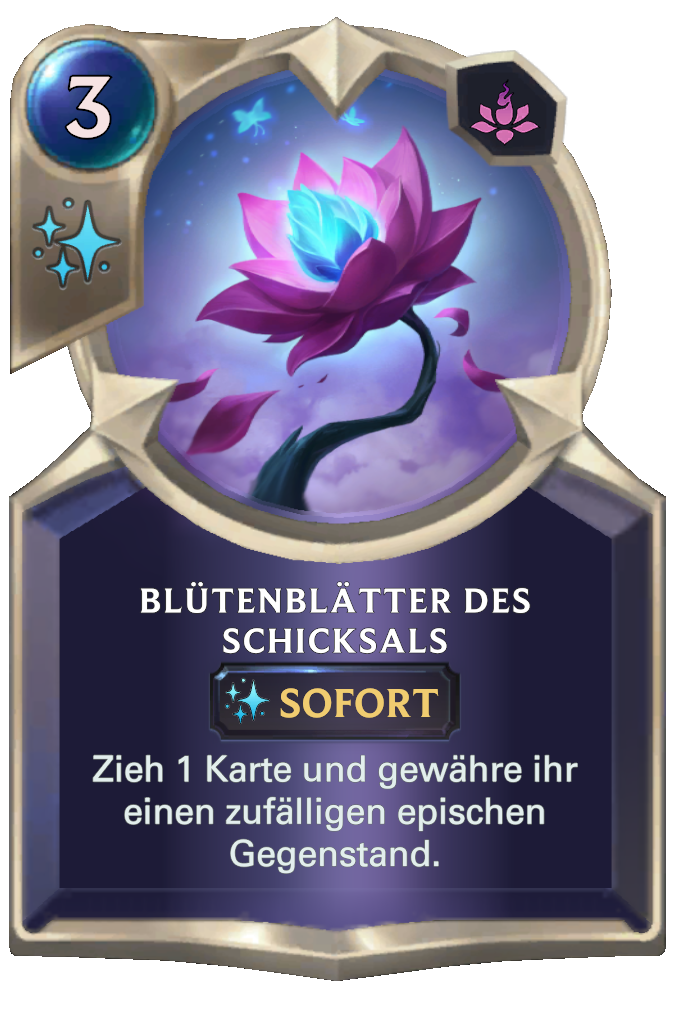 3
BLÜTENBLÄTTER DES
SCHICKSALS
SOFORT
Zieh 1 Karte und gewähre ihr
einen zufälligen epischen
Gegenstand.